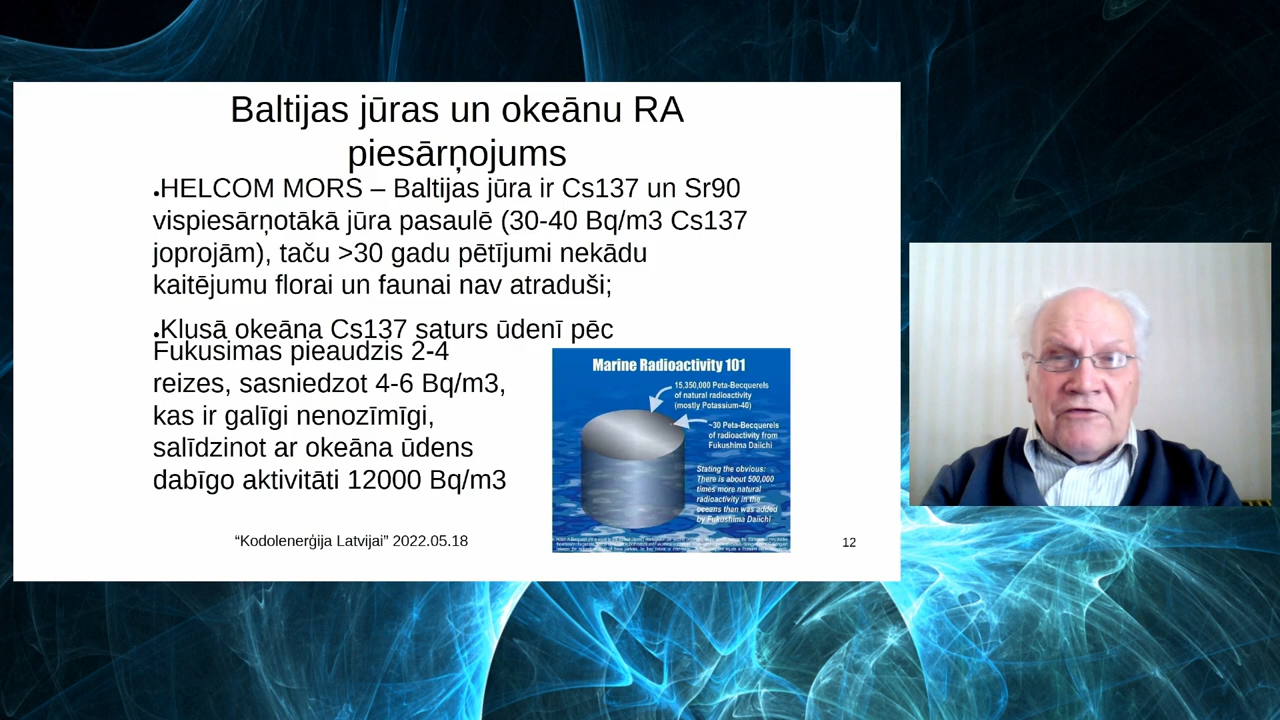 Baltijas jūras un okeānu RA
piesārņojums
•HELCOM MORS – Baltijas jūra ir Cs137 un Sr90
vispiesārņotākā jūra pasaulē (30-40 Bq/m3 Cs137
joprojām), taču >30 gadu pētījumi nekādu
kaitējumu florai un faunai nav atraduši;
•Klusā okeāna Cs137 saturs ūdenī pēc
Fukusimas pieaudzis 2-4
reizes, sasniedzot 4-6 Bq/m3,
kas ir galīgi nenozīmīgi,
salīdzinot ar okeāna ūdens
dabīgo aktivitāti 12000 Bq/m3
Marine Radioactivity 101
15,350,000 Peta-Becquerels
of natural radioactivity
(mostly Potassium-40)
~30 Peta-Becquerels
of radioactivity from
Fukushima Daiichi
Stating the obvious:
There is about 500,000
times more natural
radioactivity in the
oceans than was added
by Fukushima Daiichi
“Kodolenerģija Latvijai” 2022.05.18
12